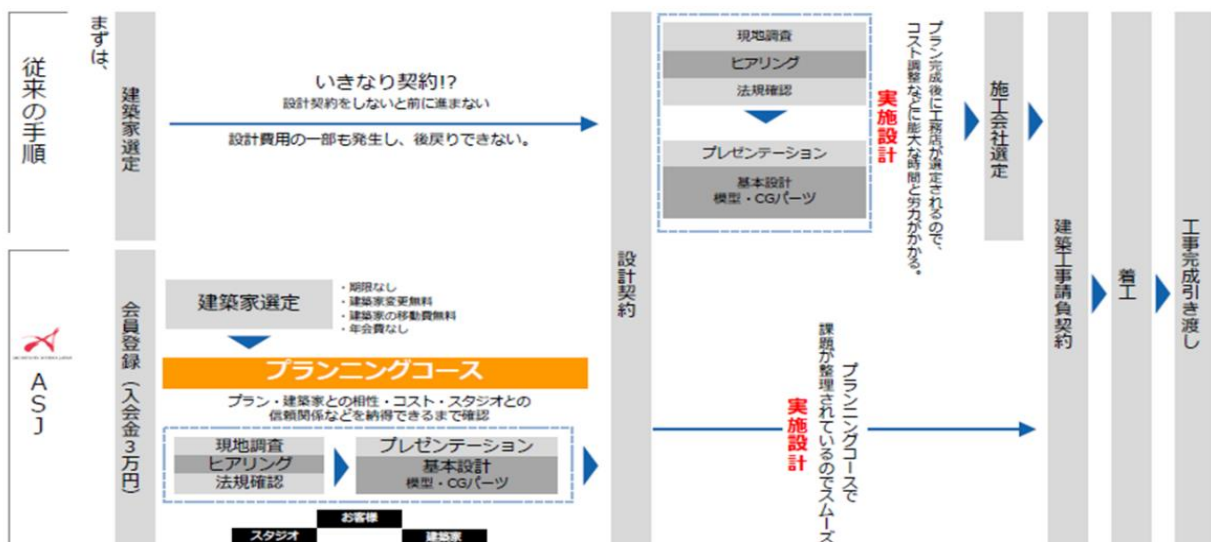 従来の手順
まずは、
建築家選定
いきなり契約!?
設計契約をしないと前に進まない
設計費用の一部も発生し、後戻りできない。
設計契約
現地調査
ヒアリング
法規確認
プレゼンテーション
基本設計
模型・CGパーツ
実施設計
プラン完成後に工務店が選定されるので、
コスト調整などに膨大な時間と労力がかかる。
施工会社選定
建築工事請負契約
着工
工事完成引き渡し
ASJ
会員登録（入会金3万円）
建築家選定
・期限なし
・建築家変更無料
・建築家の移動費無料
・年会費なし
プランニングコース
プラン・建築家との相性・コスト・スタジオとの
信頼関係などを納得できるまで確認
現地調査
ヒアリング
法規確認
プレゼンテーション
基本設計
模型・CGパーツ
お客様
スタジオ
建築家
プランニングコースで
課題が整理されているのでスムーズ
実施設計